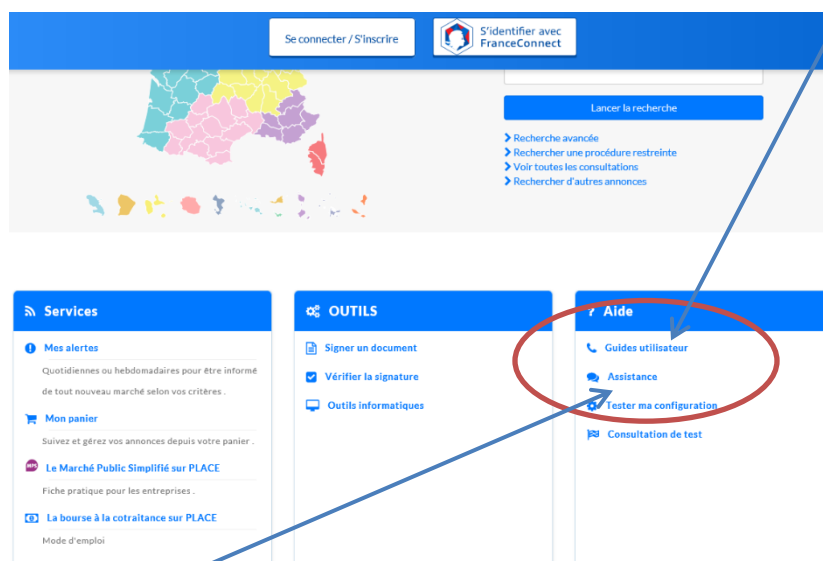 Se connecter / S'inscrire
S'identifier avec
FranceConnect
Lancer la recherche
Recherche avancée
Rechercher une procédure restreinte
Voir toutes les consultations
Rechercher d'autres annonces
Services
Mes alertes
Quotidiennes ou hebdomadaires pour être informé
de tout nouveau marché selon vos critères .
Mon panier
Suivez et gérez vos annonces depuis votre panier .
MPS
Le Marché Public Simplifié sur PLACE
Fiche pratique pour les entreprises .
La bourse à la cotraitance sur PLACE
Mode d'emploi
OUTILS
Signer un document
Vérifier la signature
Outils informatiques
? Aide
Guides utilisateur
Assistance
Tester ma configuration
Consultation de test